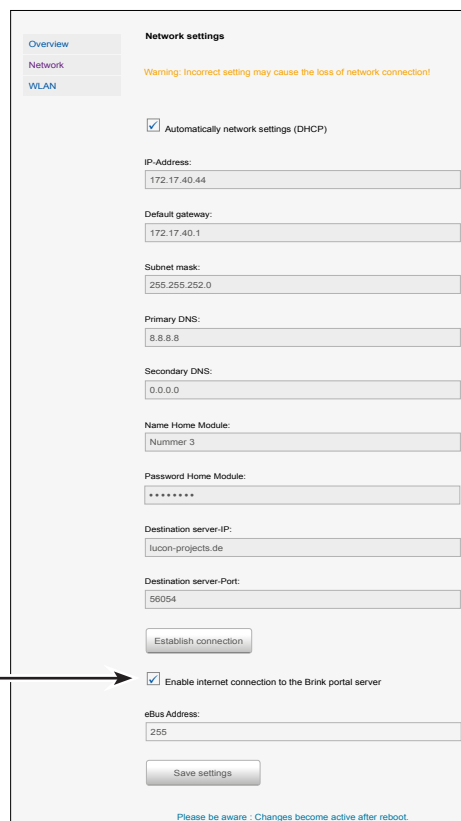 Overview
Network
WLAN
Network settings
Warning: Incorrect setting may cause the loss of network connection!
Automatically network settings (DHCP)
IP-Address:
172.17.40.44
Default gateway:
172.17.40.1
Subnet mask:
255.255.252.0
Primary DNS:
8.8.8.8
Secondary DNS:
0.0.0.0
Name Home Module:
Nummer 3
Password Home Module:
••••••••
Destination server-IP:
lucon-projects.de
Destination server-Port:
56054
Establish connection
Enable internet connection to the Brink portal server
eBus Address:
255
Save settings
Please be aware : Changes become active after reboot.